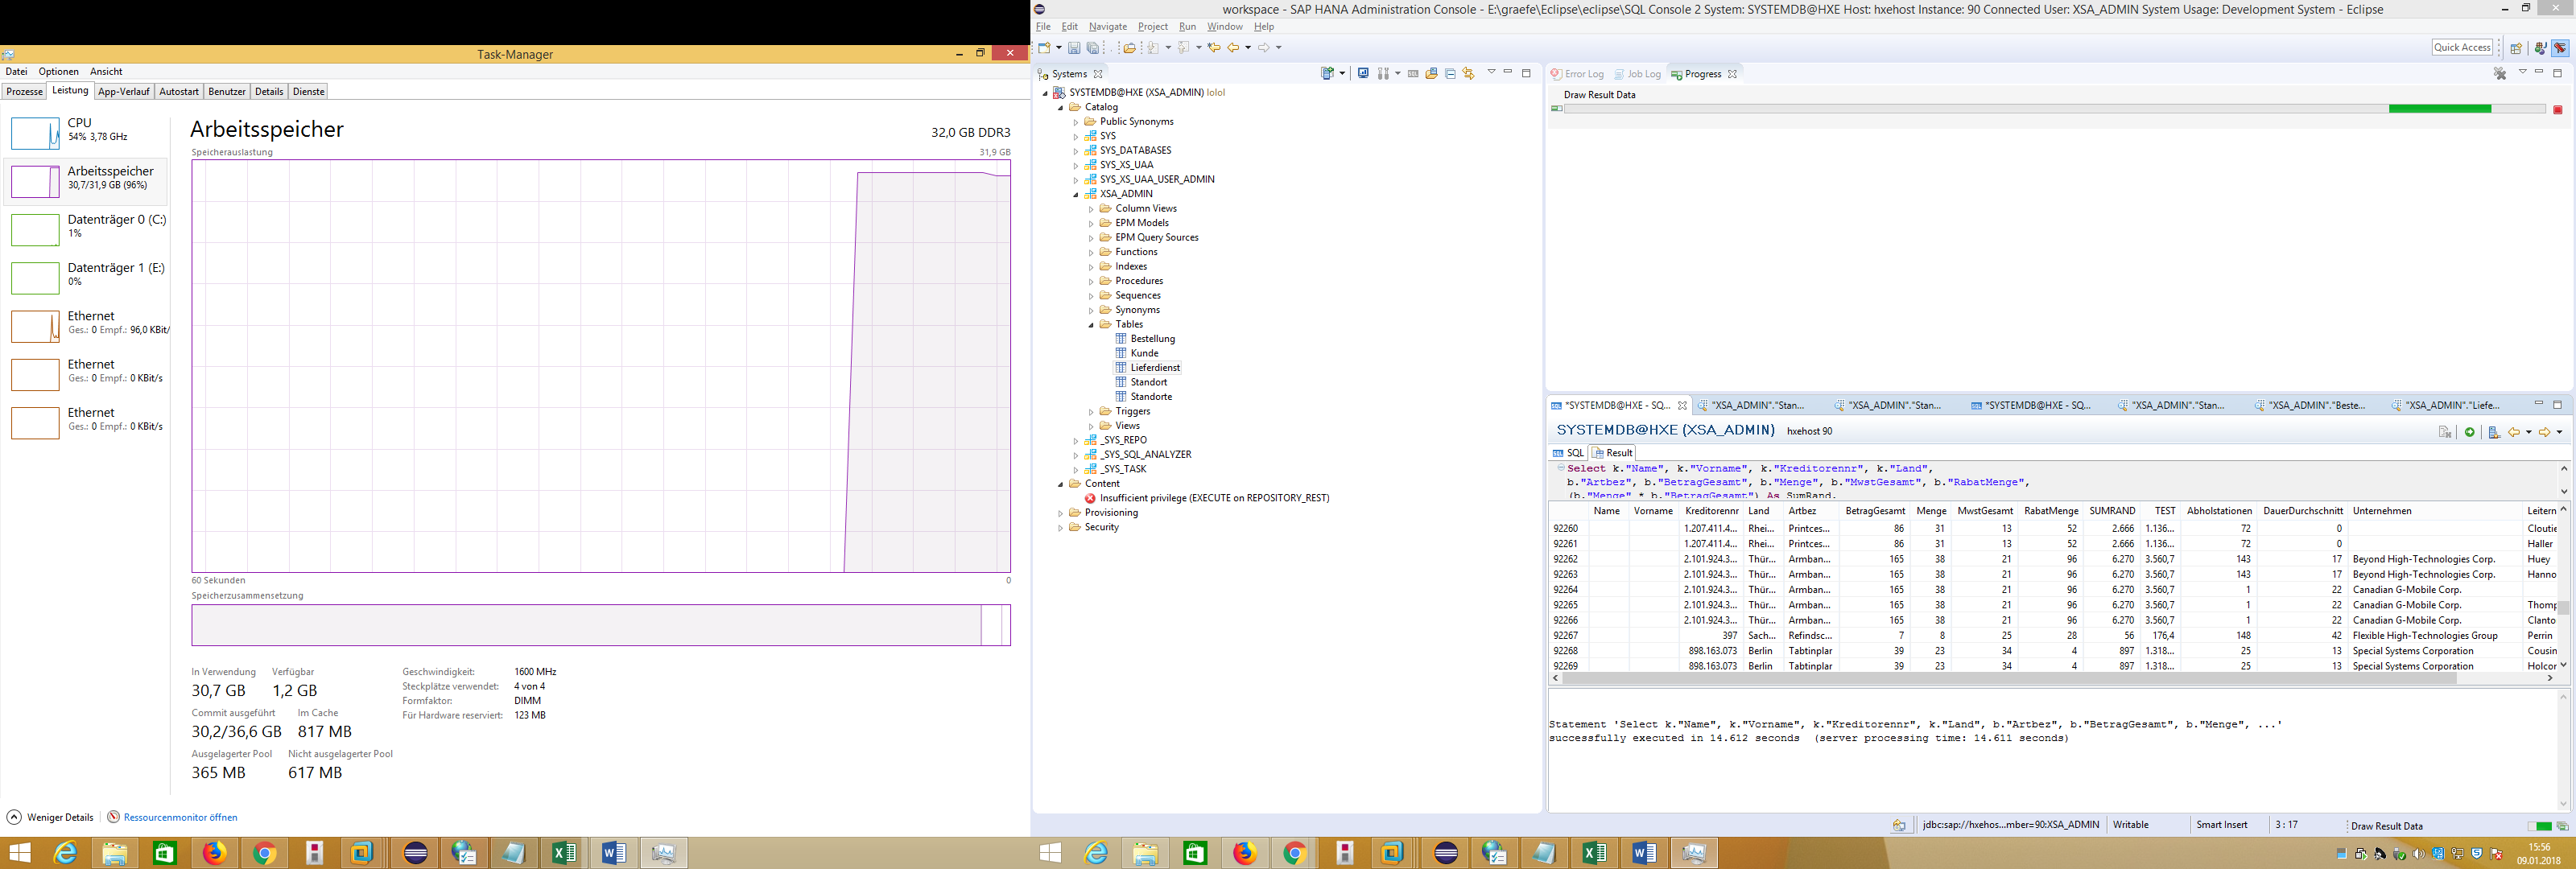 Task-Manager
Datei Optionen Ansicht
Prozesse Leistung App-Verlauf Autostart Benutzer Details Dienste
CPU
54% 3,78 GHz
Arbeitsspeicher
30,7/31,9 GB (96%)
Datenträger 0 (C:)
1%
Datenträger 1 (E:)
0%
Ethernet
Ges.: 0 Empf.: 96,0 KBit/
Ethernet
Ges.: 0 Empf.: 0 KBit/s
Ethernet
Ges.: 0 Empf.: 0 KBit/s
Arbeitsspeicher 32,0 GB DDR3
Speicherauslastung 31,9 GB
60 Sekunden 0
Speicherzusammensetzung
In Verwendung Verfügbar
30,7 GB 1,2 GB
Commit ausgeführt Im Cache
30,2/36,6 GB 817 MB
Ausgelagerter Pool Nicht ausgelagerter Pool
365 MB 617 MB
Geschwindigkeit: 1600 MHz
Steckplätze verwendet: 4 von 4
Formfaktor: DIMM
Für Hardware reserviert: 123 MB
Weniger Details Ressourcenmonitor öffnen
workspace - SAP HANA Administration Console - E:\graefe\Eclipse\eclipse\SQL Console 2 System: SYSTEMDB@HXE Host: hxehost Instance: 90 Connected User: XSA_ADMIN System Usage: Development System - Eclipse
File Edit Navigate Project Run Window Help
Quick Access
Systems
SYSTEMDB@HXE (XSA_ADMIN) lolol
Catalog
Public Synonyms
SYS
SYS_DATABASES
SYS_XS_UAA
SYS_XS_UAA_USER_ADMIN
XSA_ADMIN
Column Views
EPM Models
EPM Query Sources
Functions
Indexes
Procedures
Sequences
Synonyms
Tables
Bestellung
Kunde
Lieferdienst
Standort
Standorte
Triggers
Views
_SYS_REPO
_SYS_SQL_ANALYZER
_SYS_TASK
Content
Insufficient privilege (EXECUTE on REPOSITORY_REST)
Provisioning
Security
Error Log Job Log Progress
Draw Result Data
*SYSTEMDB@HXE - SQ... "XSA_ADMIN"."Stan... "XSA_ADMIN"."Stan... *SYSTEMDB@HXE - SQ... "XSA_ADMIN"."Stan... "XSA_ADMIN"."Beste... "XSA_ADMIN"."Liefe...
SYSTEMDB@HXE (XSA_ADMIN) hxehost 90
SQL Result
Select k."Name", k."Vorname", k."Kreditorennr", k."Land",
b."Artbez", b."BetragGesamt", b."Menge", b."MwstGesamt", b."RabatMenge",
(b."Menge" * b."BetragGesamt") As SumRand,
Name Vorname Kreditorennr Land Artbez BetragGesamt Menge MwstGesamt RabatMenge SUMRAND TEST Abholstationen DauerDurchschnitt Unternehmen Leitern
92260 1.207.411.4... Rhei... Printces... 86 31 13 52 2.666 1.136... 72 0 Cloutie
92261 1.207.411.4... Rhei... Printces... 86 31 13 52 2.666 1.136... 72 0 Haller
92262 2.101.924.3... Thür... Armban... 165 38 21 96 6.270 3.560,7 143 17 Beyond High-Technologies Corp. Huey
92263 2.101.924.3... Thür... Armban... 165 38 21 96 6.270 3.560,7 143 17 Beyond High-Technologies Corp. Hanno
92264 2.101.924.3... Thür... Armban... 165 38 21 96 6.270 3.560,7 1 22 Canadian G-Mobile Corp.
92265 2.101.924.3... Thür... Armban... 165 38 21 96 6.270 3.560,7 1 22 Canadian G-Mobile Corp. Thomp
92266 2.101.924.3... Thür... Armban... 165 38 21 96 6.270 3.560,7 1 22 Canadian G-Mobile Corp. Clanto
92267 397 Sach... Refindsc... 7 8 25 28 56 176,4 148 42 Flexible High-Technologies Group Perrin
92268 898.163.073 Berlin Tabtinplar 39 23 34 4 897 1.318... 25 13 Special Systems Corporation Cousin
92269 898.163.073 Berlin Tabtinplar 39 23 34 4 897 1.318... 25 13 Special Systems Corporation Holcor
Statement 'Select k."Name", k."Vorname", k."Kreditorennr", k."Land", b."Artbez", b."BetragGesamt", b."Menge", ...'
successfully executed in 14.612 seconds (server processing time: 14.611 seconds)
jdbc:sap://hxehos...mber=90:XSA_ADMIN Writable Smart Insert 3 : 17 Draw Result Data
15:56
09.01.2018